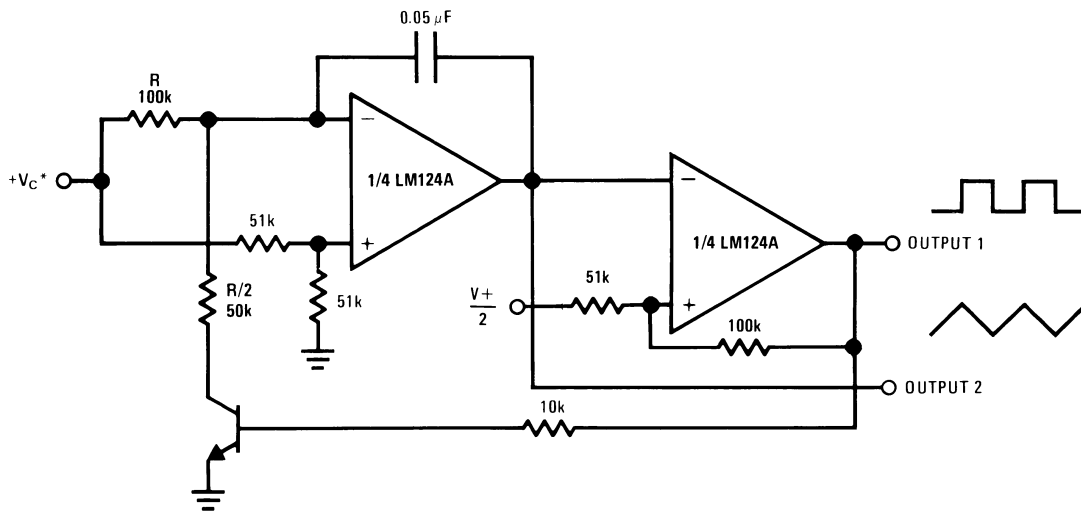 0.05 μF
R
100k
+VC*
1/4 LM124A
51k
R/2
50k
51k
1/4 LM124A
OUTPUT 1
V+
2
51k
100k
OUTPUT 2
10k